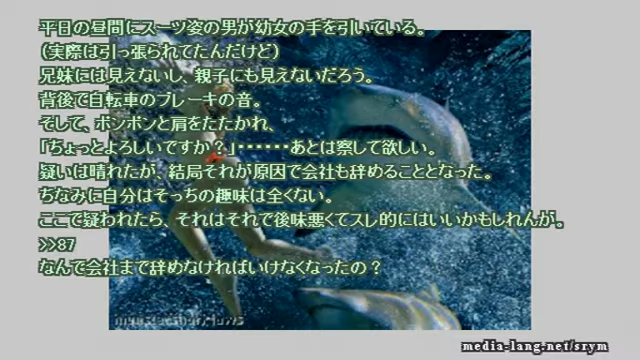 平日の昼間にスーツ姿の男が幼女の手を引いている。
（実際は引っ張られてたんだけど）
兄妹には見えないし、親子にも見えないだろう。
背後で自転車のブレーキの音。
そして、ポンポンと肩をたたかれ、
「ちょっとよろしいですか？」・・・・・・あとは察して欲しい。
疑いは晴れたが、結局それが原因で会社も辞めることとなった。
ちなみに自分はそっちの趣味は全くない。
ここで疑われたら、それはそれで後味悪くてスレ的にはいいかもしれんが。
>>87
なんで会社まで辞めなければいけなくなったの？
media-lang.net/srym